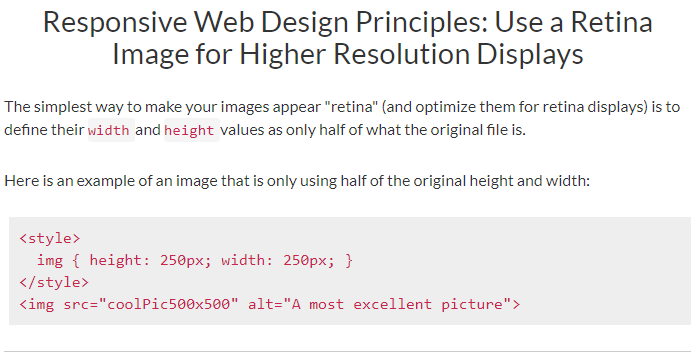 Responsive Web Design Principles: Use a Retina
Image for Higher Resolution Displays
The simplest way to make your images appear "retina" (and optimize them for retina displays) is to
define their width and height values as only half of what the original file is.
Here is an example of an image that is only using half of the original height and width:
<style>
  img { height: 250px; width: 250px; }
</style>
<img src="coolPic500x500" alt="A most excellent picture">